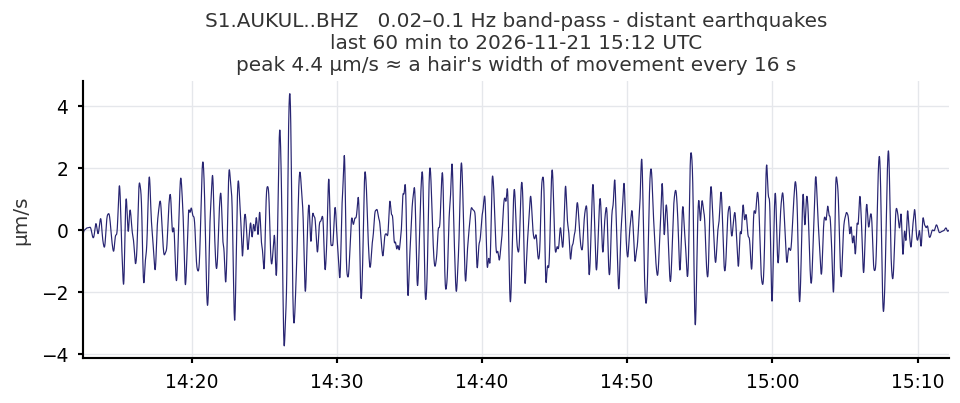 S1.AUKUL..BHZ   0.02–0.1 Hz band-pass - distant earthquakes
last 60 min to 2026-11-21 15:12 UTC
peak 4.4 µm/s ≈ a hair's width of movement every 16 s
µm/s
4
2
0
−2
−4
14:20 14:30 14:40 14:50 15:00 15:10